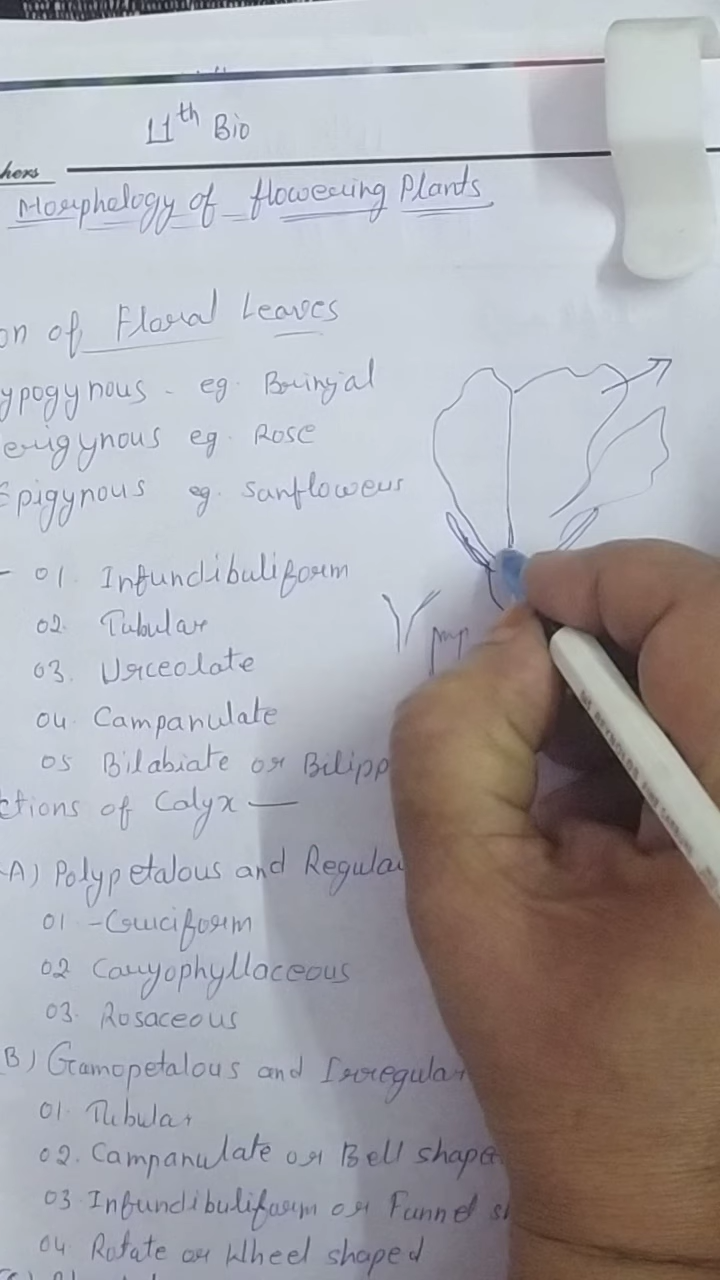 11th Bio
hers
Morphology of flowering Plants
on of Floral Leaves
ypogynous - eg. Brinjal
erigynous eg. Rose
Epigynous eg. Sanflowers
- 01. Infundibuliform
02. Tubular
03. Urceolate
04. Campanulate
05 Bilabiate or Bilipp
ctions of Calyx —
A) Polypetalous and Regular
01 - Cruciform
02 Caryophyllaceous
03. Rosaceous
B) Gamopetalous and Irregular
01. Tubular
02. Campanulate or Bell shape
03. Infundibuliform or Funnel s
04. Rotate or Wheel shaped